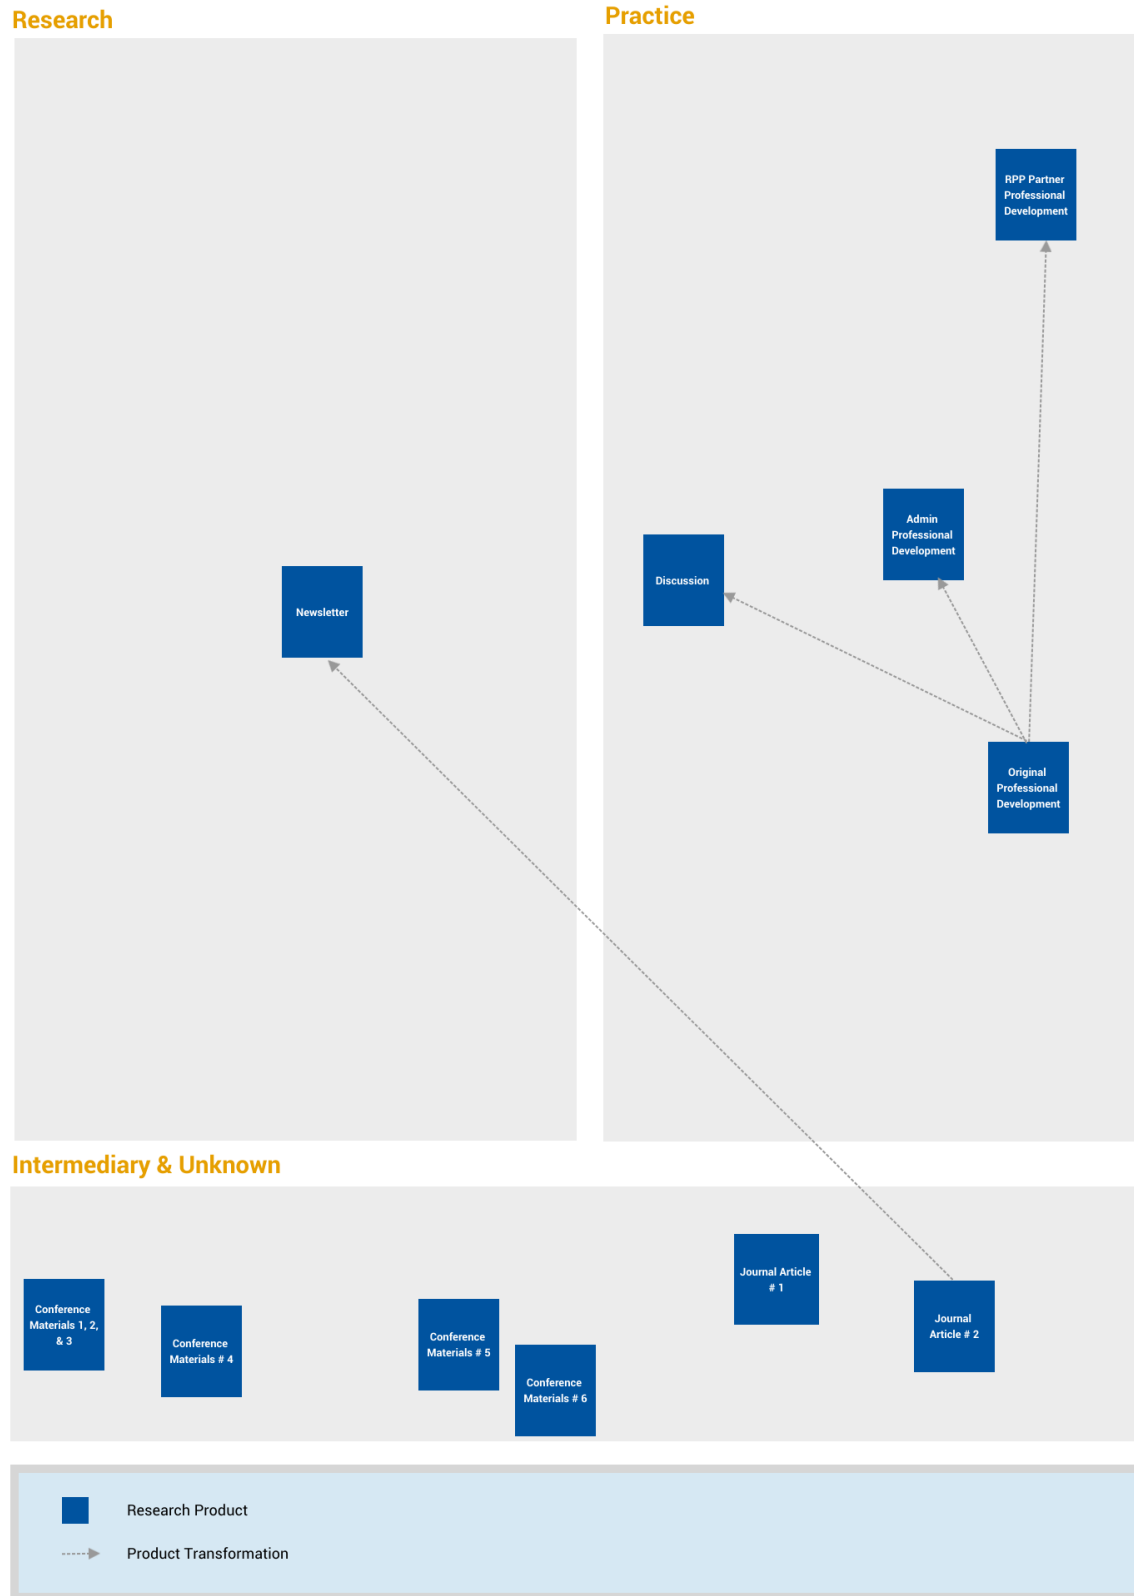 Research
Practice
RPP Partner
Professional
Development
Admin
Professional
Development
Discussion
Newsletter
Original
Professional
Development
Intermediary & Unknown
Journal Article
# 1
Conference
Materials 1, 2,
& 3
Conference
Materials # 4
Conference
Materials # 5
Conference
Materials # 6
Journal
Article # 2
Research Product
Product Transformation